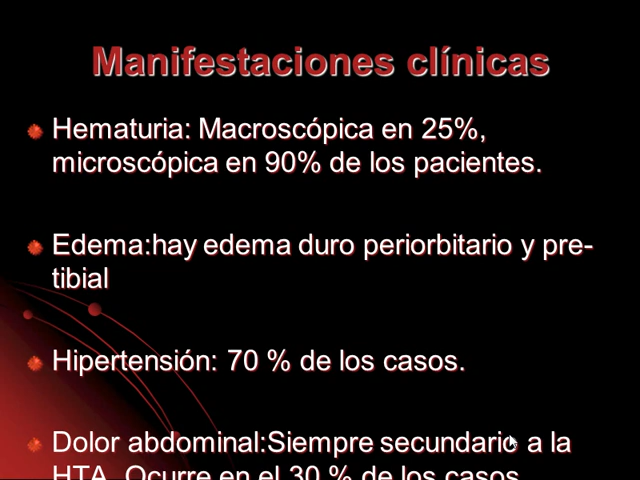 Manifestaciones clínicas
Hematuria: Macroscópica en 25%,
microscópica en 90% de los pacientes.
Edema:hay edema duro periorbitario y pre-
tibial
Hipertensión: 70 % de los casos.
Dolor abdominal:Siempre secundario a la
HTA. Ocurre en el 30 % de los casos